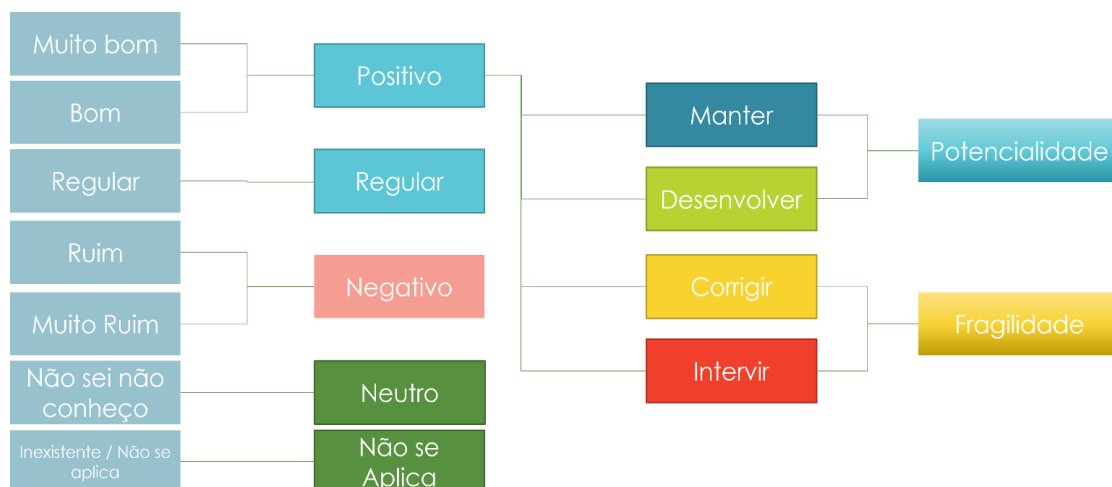 Muito bom
Bom
Regular
Ruim
Muito Ruim
Não sei não
conheço
Inexistente / Não se
aplica
Positivo
Regular
Negativo
Neutro
Não se
Aplica
Manter
Desenvolver
Corrigir
Intervir
Potencialidade
Fragilidade